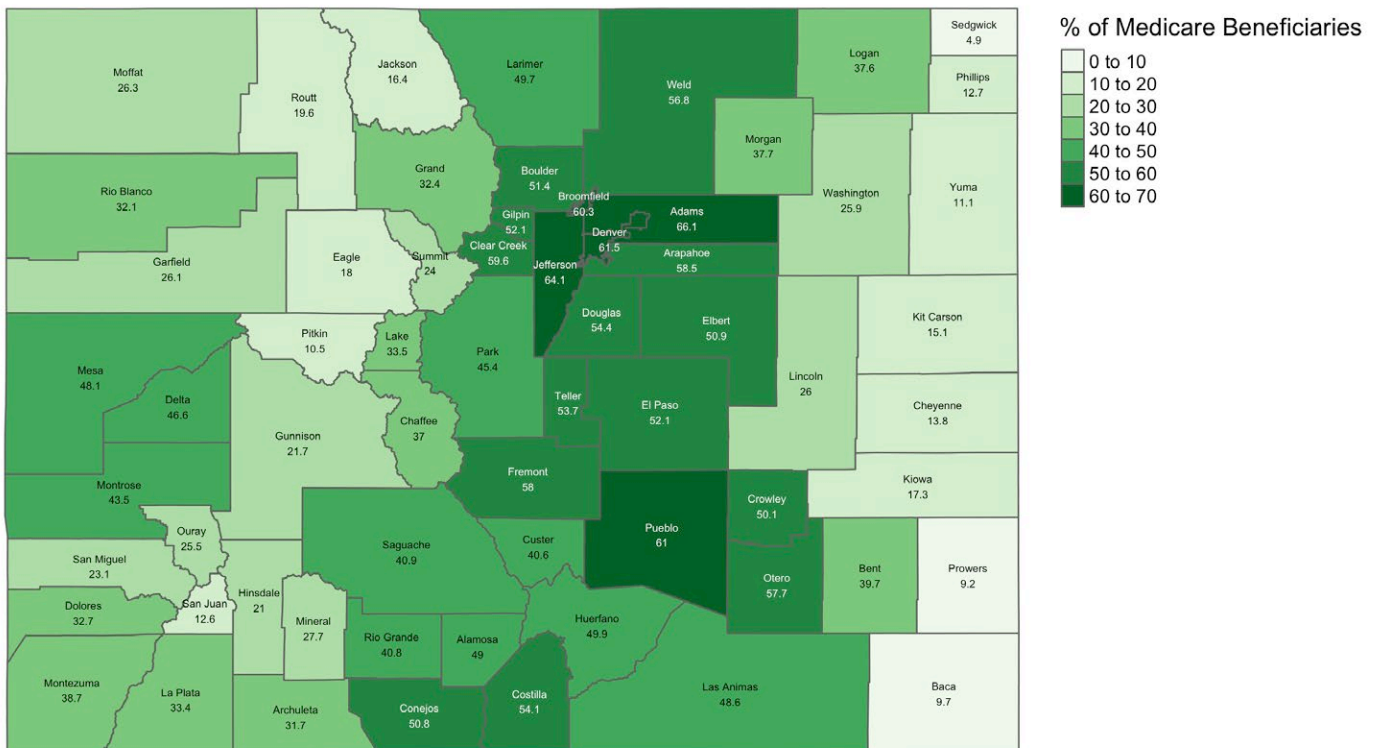 % of Medicare Beneficiaries
0 to 10
10 to 20
20 to 30
30 to 40
40 to 50
50 to 60
60 to 70
Moffat
26.3
Routt
19.6
Jackson
16.4
Larimer
49.7
Weld
56.8
Logan
37.6
Sedgwick
4.9
Phillips
12.7
Morgan
37.7
Washington
25.9
Yuma
11.1
Rio Blanco
32.1
Grand
32.4
Boulder
51.4
Broomfield
60.3
Gilpin
52.1
Adams
66.1
Denver
61.5
Clear Creek
59.6
Jefferson
64.1
Arapahoe
58.5
Garfield
26.1
Eagle
18
Summit
24
Douglas
54.4
Elbert
50.9
Kit Carson
15.1
Pitkin
10.5
Lake
33.5
Park
45.4
Mesa
48.1
Delta
46.6
Lincoln
26
Teller
53.7
El Paso
52.1
Cheyenne
13.8
Chaffee
37
Gunnison
21.7
Fremont
58
Kiowa
17.3
Montrose
43.5
Crowley
50.1
Pueblo
61
Ouray
25.5
Saguache
40.9
Custer
40.6
San Miguel
23.1
Bent
39.7
Prowers
9.2
Otero
57.7
Hinsdale
21
San Juan
12.6
Dolores
32.7
Mineral
27.7
Huerfano
49.9
Rio Grande
40.8
Alamosa
49
Montezuma
38.7
La Plata
33.4
Las Animas
48.6
Baca
9.7
Costilla
54.1
Conejos
50.8
Archuleta
31.7